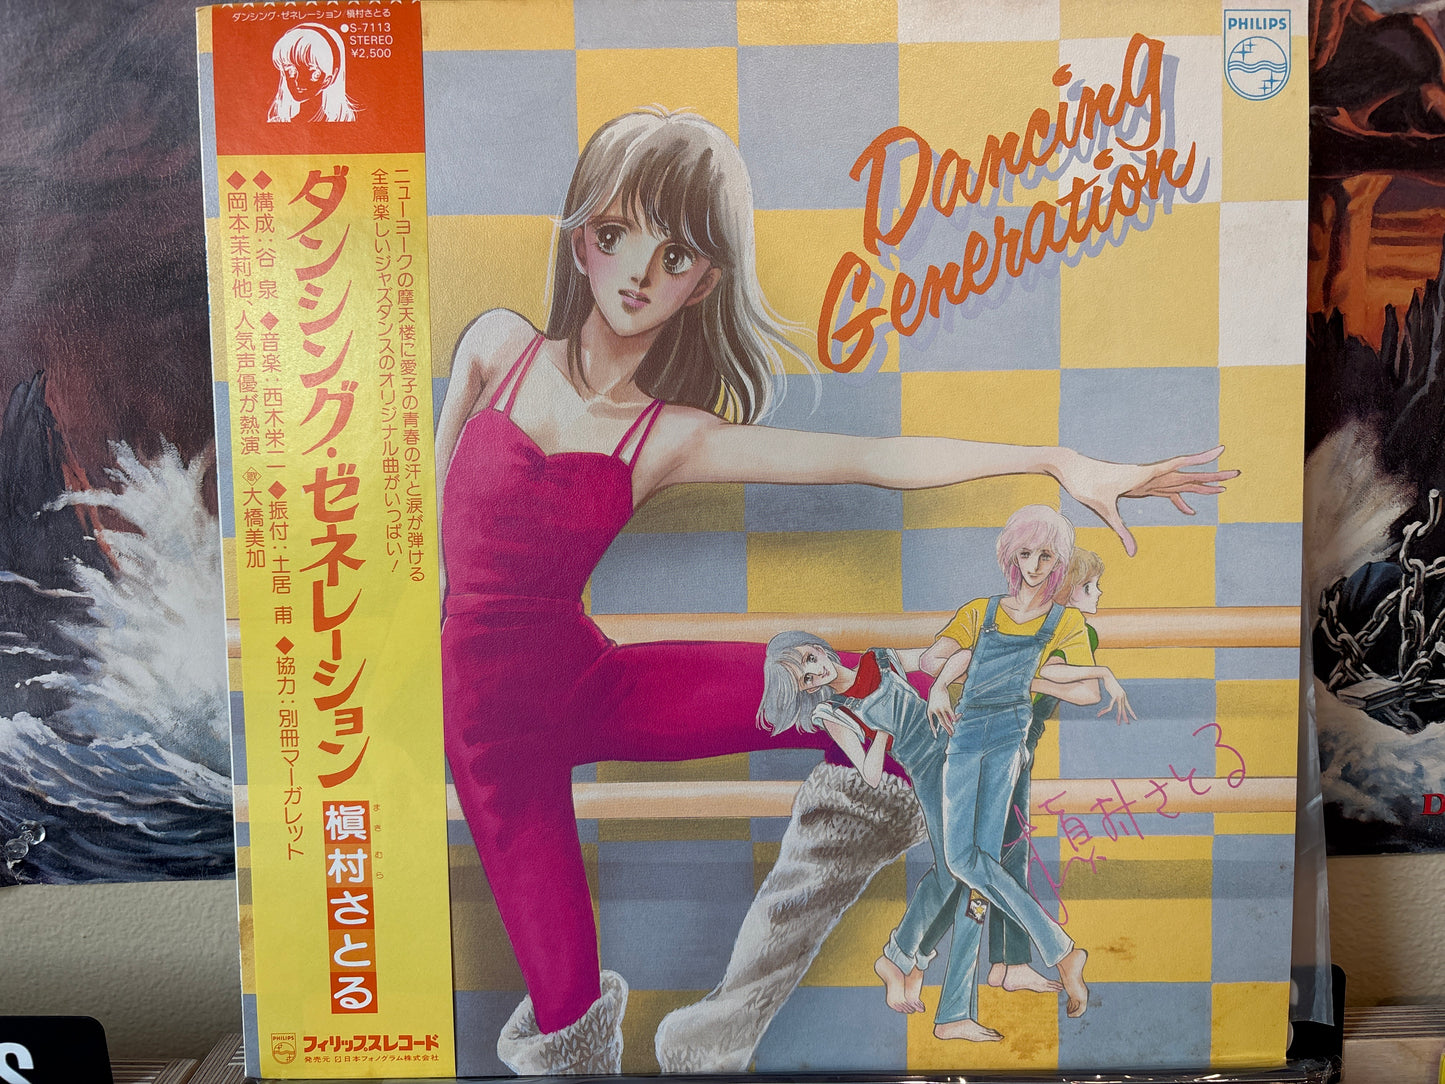 ダンシング・ゼネレーション/槇村さとる
●S-7113
STEREO
¥2,500
ニューヨークの摩天楼に愛子の青春の汗と涙が弾ける
全篇楽しいジャズダンスのオリジナル曲がいっぱい!
ダンシング・ゼネレーション
槇村さとる
まきむら
◆構成:谷 泉 ◆音楽:西木栄二 ◆振付:土居 甫 ◆協力:別冊マーガレット
◆岡本茉莉他、人気声優が熱演 歌 大橋美加
PHILIPS
フィリップスレコード
発売元 日本フォノグラム株式会社
Dancing
Generation
PHILIPS
槇村さとる
D
S